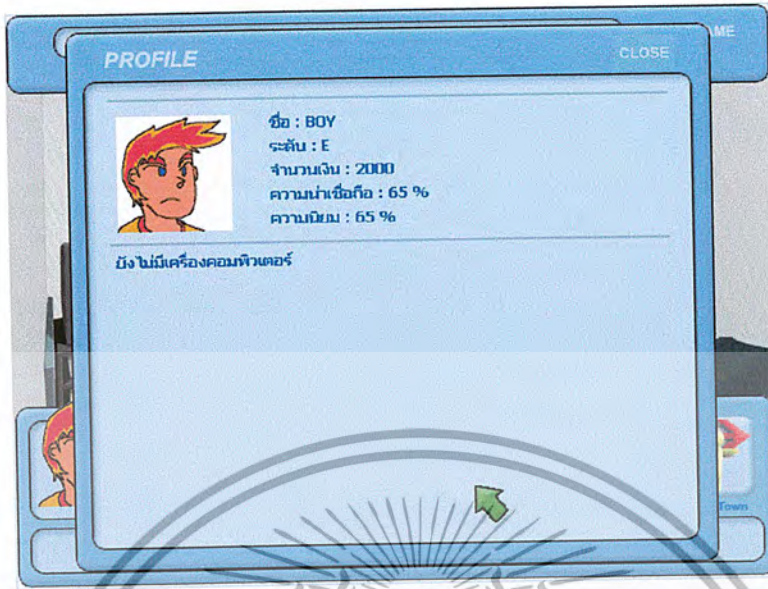 AME
PROFILE
CLOSE
ชื่อ : BOY
ระดับ : E
จำนวนเงิน : 2000
ความน่าเชื่อถือ : 65 %
ความนิยม : 65 %
ยังไม่มีเครื่องคอมพิวเตอร์
Town